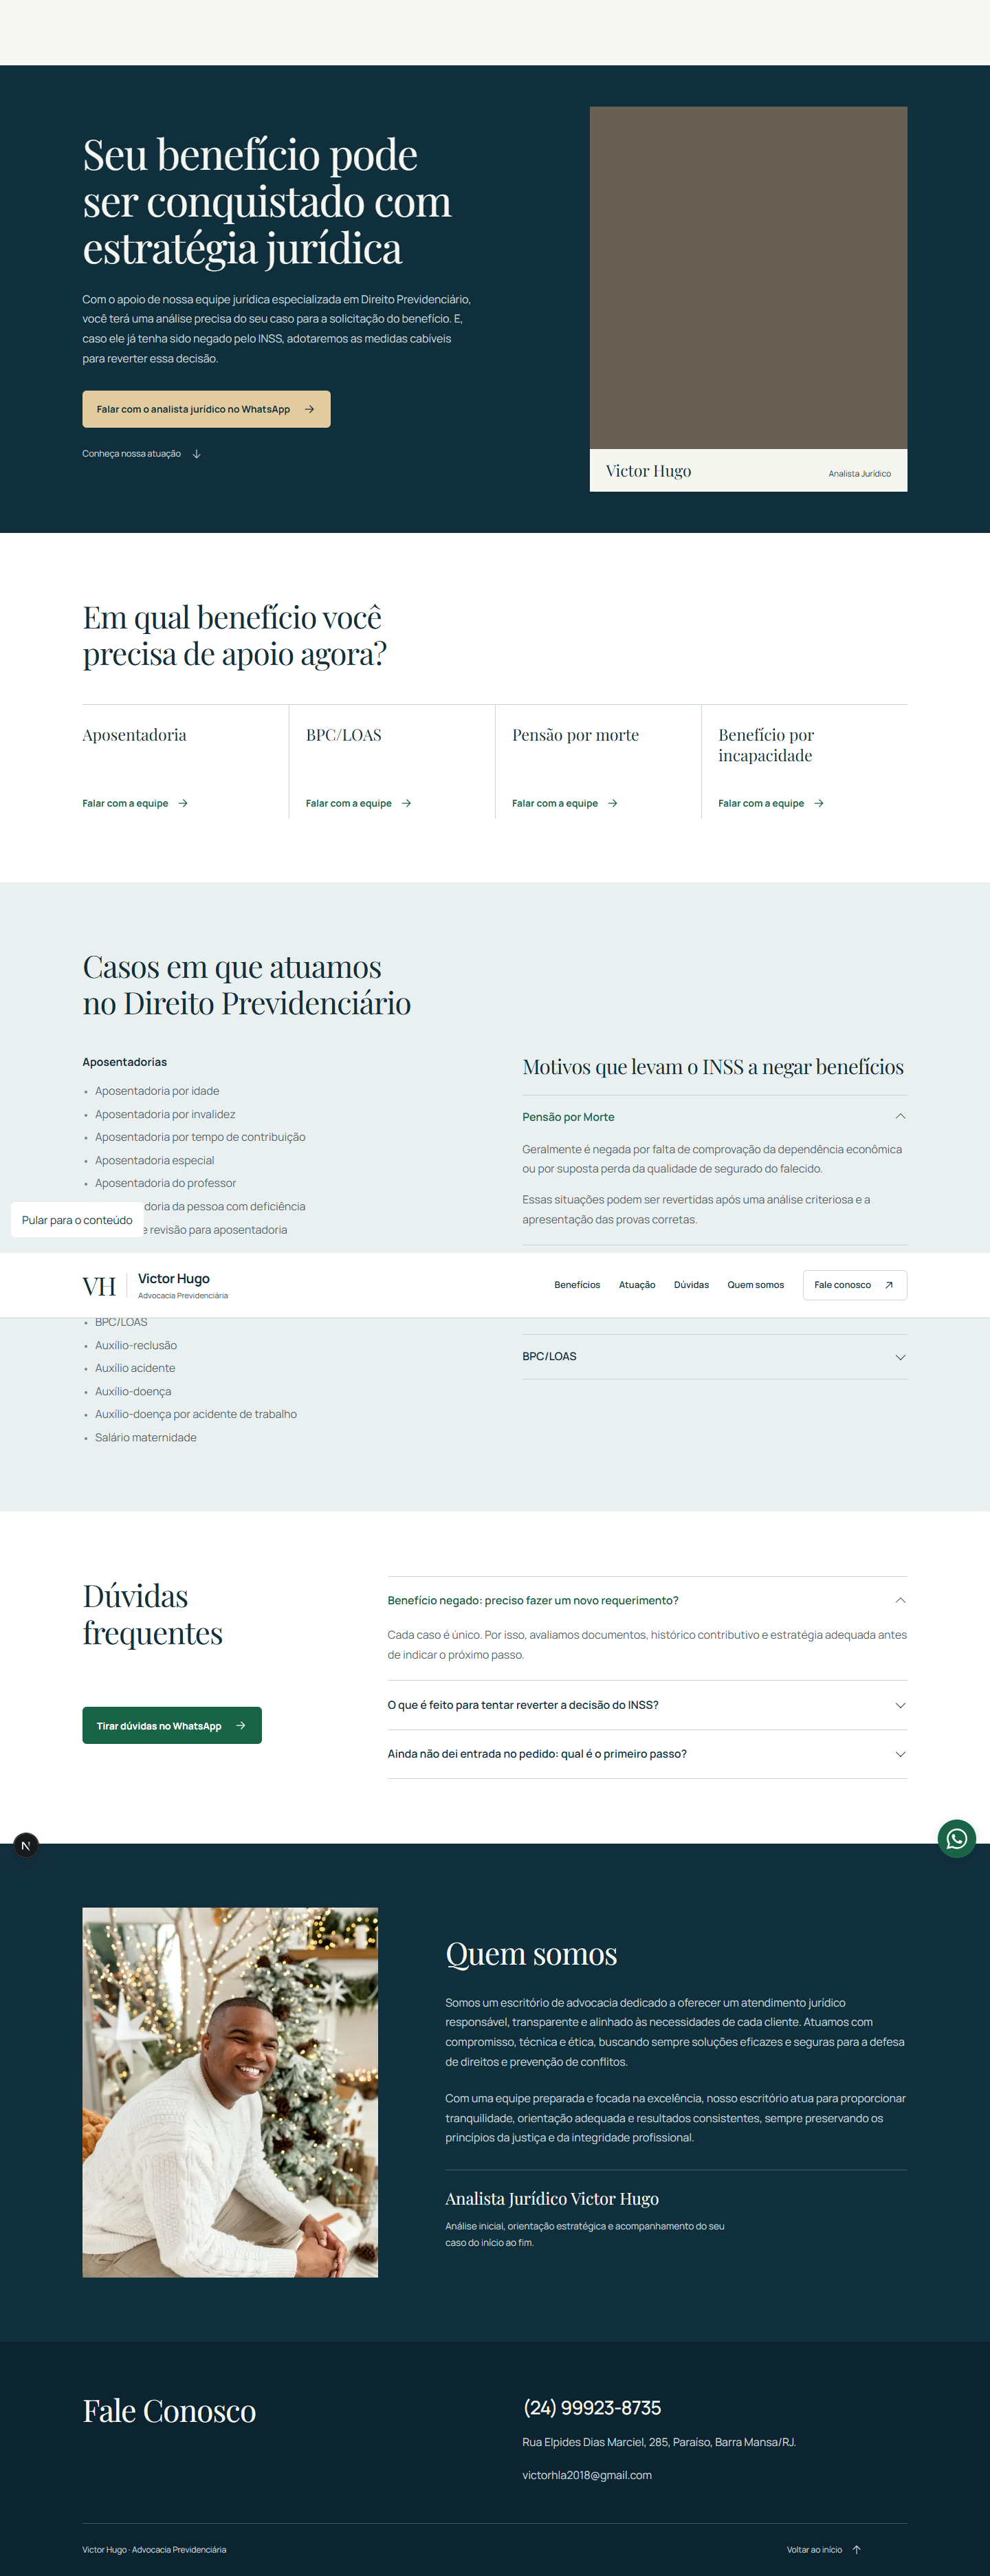 Seu benefício pode
ser conquistado com
estratégia jurídica
Com o apoio de nossa equipe jurídica especializada em Direito Previdenciário,
você terá uma análise precisa do seu caso para a solicitação do benefício. E,
caso ele já tenha sido negado pelo INSS, adotaremos as medidas cabíveis
para reverter essa decisão.
Falar com o analista jurídico no WhatsApp
Conheça nossa atuação
Victor Hugo
Analista Jurídico
Em qual benefício você
precisa de apoio agora?
Aposentadoria
Falar com a equipe
BPC/LOAS
Falar com a equipe
Pensão por morte
Falar com a equipe
Benefício por
incapacidade
Falar com a equipe
Casos em que atuamos
no Direito Previdenciário
Aposentadorias
Aposentadoria por idade
Aposentadoria por invalidez
Aposentadoria por tempo de contribuição
Aposentadoria especial
Aposentadoria do professor
doria da pessoa com deficiência
Pular para o conteúdo
e revisão para aposentadoria
Motivos que levam o INSS a negar benefícios
Pensão por Morte
Geralmente é negada por falta de comprovação da dependência econômica
ou por suposta perda da qualidade de segurado do falecido.
Essas situações podem ser revertidas após uma análise criteriosa e a
apresentação das provas corretas.
VH
Victor Hugo
Advocacia Previdenciária
Benefícios
Atuação
Dúvidas
Quem somos
Fale conosco
BPC/LOAS
Auxílio-reclusão
Auxílio acidente
Auxílio-doença
Auxílio-doença por acidente de trabalho
Salário maternidade
BPC/LOAS
Dúvidas
frequentes
Tirar dúvidas no WhatsApp
Benefício negado: preciso fazer um novo requerimento?
Cada caso é único. Por isso, avaliamos documentos, histórico contributivo e estratégia adequada antes
de indicar o próximo passo.
O que é feito para tentar reverter a decisão do INSS?
Ainda não dei entrada no pedido: qual é o primeiro passo?
N
Quem somos
Somos um escritório de advocacia dedicado a oferecer um atendimento jurídico
responsável, transparente e alinhado às necessidades de cada cliente. Atuamos com
compromisso, técnica e ética, buscando sempre soluções eficazes e seguras para a defesa
de direitos e prevenção de conflitos.
Com uma equipe preparada e focada na excelência, nosso escritório atua para proporcionar
tranquilidade, orientação adequada e resultados consistentes, sempre preservando os
princípios da justiça e da integridade profissional.
Analista Jurídico Victor Hugo
Análise inicial, orientação estratégica e acompanhamento do seu
caso do início ao fim.
Fale Conosco
(24) 99923-8735
Rua Elpides Dias Marciel, 285, Paraíso, Barra Mansa/RJ.
victorhla2018@gmail.com
Victor Hugo · Advocacia Previdenciária
Voltar ao início